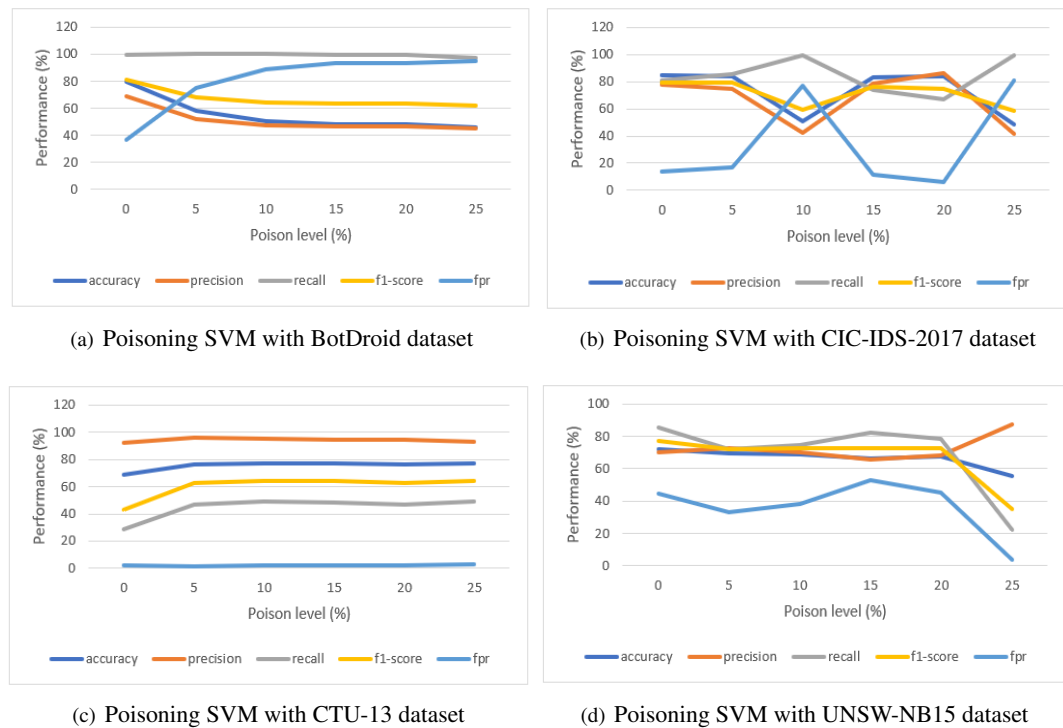 120
100
80
60
40
20
0
Performance (%)
0 5 10 15 20 25
Poison level (%)
accuracy precision recall f1-score fpr
(a) Poisoning SVM with BotDroid dataset
120
100
80
60
40
20
0
Performance (%)
0 5 10 15 20 25
Poison level (%)
accuracy precision recall f1-score fpr
(b) Poisoning SVM with CIC-IDS-2017 dataset
120
100
80
60
40
20
0
Performance (%)
0 5 10 15 20 25
Poison level (%)
accuracy precision recall f1-score fpr
(c) Poisoning SVM with CTU-13 dataset
100
80
60
40
20
0
Performance (%)
0 5 10 15 20 25
Poison level (%)
accuracy precision recall f1-score fpr
(d) Poisoning SVM with UNSW-NB15 dataset